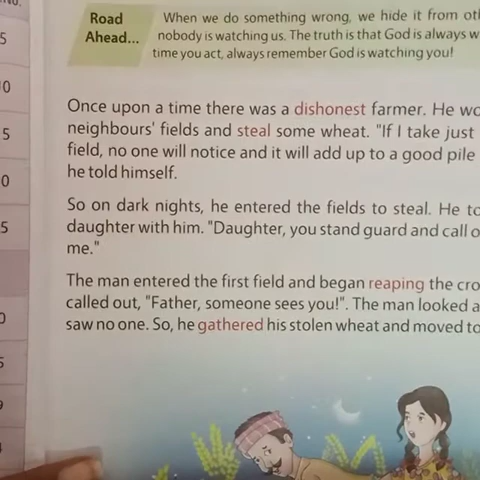 Road
Ahead...
When we do something wrong, we hide it from
nobody is watching us. The truth is that God is always
time you act, always remember God is watching you!
5
0
5
0
5
Once upon a time there was a dishonest farmer. He
neighbours' fields and steal some wheat. "If I take just
field, no one will notice and it will add up to a good pile
he told himself.
So on dark nights, he entered the fields to steal. He
daughter with him. "Daughter, you stand guard and call
me."
The man entered the first field and began reaping the
called out, "Father, someone sees you!". The man looked
saw no one. So, he gathered his stolen wheat and moved